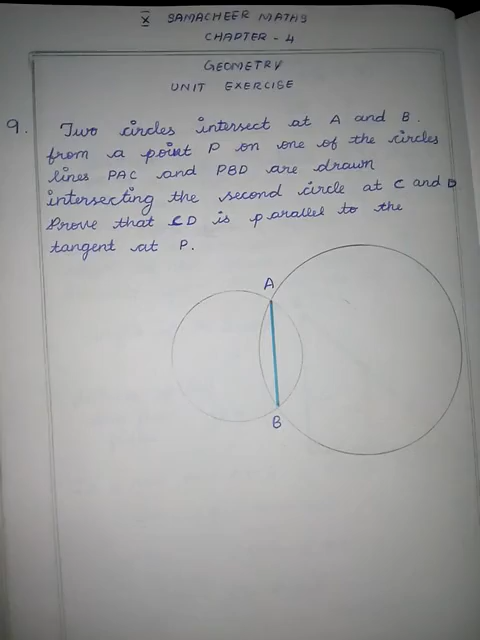 X SAMACHEER MATHS
CHAPTER - 4
GEOMETRY
UNIT EXERCISE
9. Two circles intersect at A and B.
from a point P on one of the circles
lines PAC and PBD are drawn
intersecting the second circle at C and D
Prove that CD is parallel to the
tangent at P.
A
B